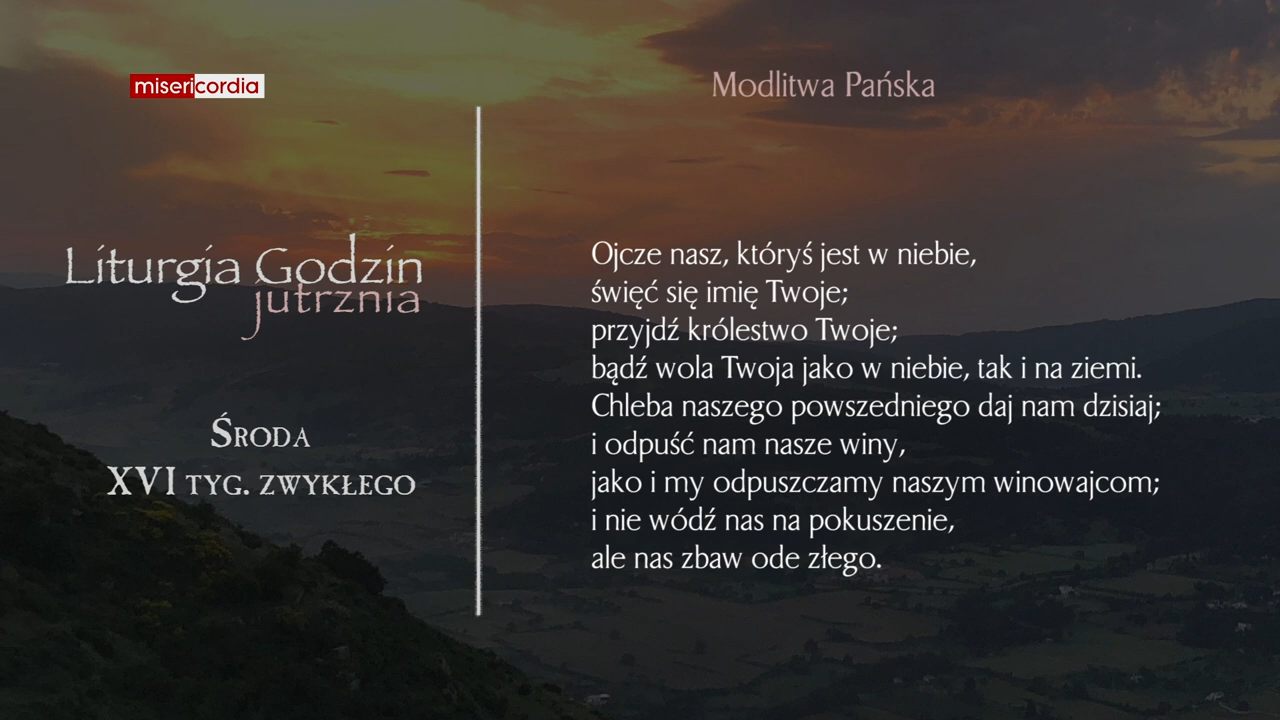 misericordia
Liturgia Godzin
jutrznia
Środa
XVI tyg. zwykłego
Modlitwa Pańska
Ojcze nasz, któryś jest w niebie,
święć się imię Twoje;
przyjdź królestwo Twoje;
bądź wola Twoja jako w niebie, tak i na ziemi.
Chleba naszego powszedniego daj nam dzisiaj;
i odpuść nam nasze winy,
jako i my odpuszczamy naszym winowajcom;
i nie wódź nas na pokuszenie,
ale nas zbaw ode złego.